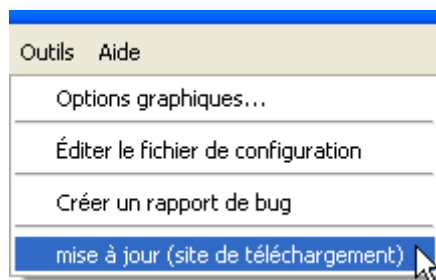 Outils Aide
Options graphiques...
Éditer le fichier de configuration
Créer un rapport de bug
mise à jour (site de téléchargement)